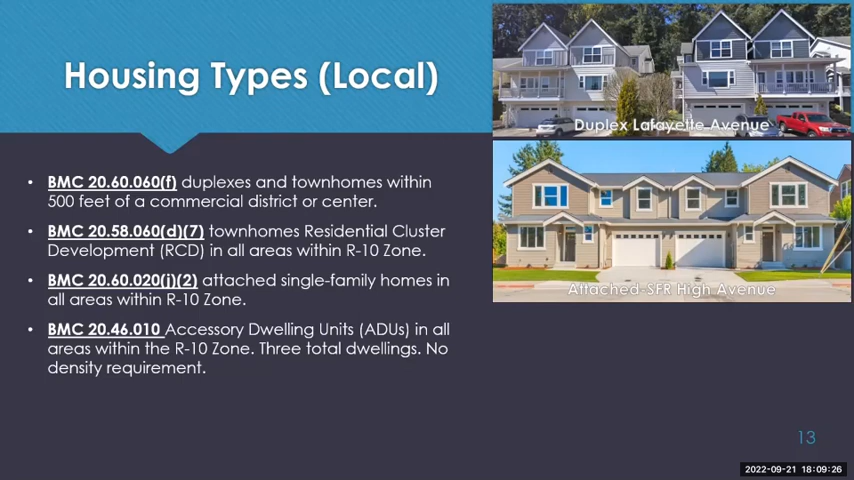 Housing Types (Local)
Duplex Lafayette Avenue
• BMC 20.60.060(f) duplexes and townhomes within
500 feet of a commercial district or center.
• BMC 20.58.060(d)(7) townhomes Residential Cluster
Development (RCD) in all areas within R-10 Zone.
• BMC 20.60.020(j)(2) attached single-family homes in
all areas within R-10 Zone.
• BMC 20.46.010 Accessory Dwelling Units (ADUs) in all
areas within the R-10 Zone. Three total dwellings. No
density requirement.
Attached-SFR High Avenue
13
2022-09-21 18:09:26